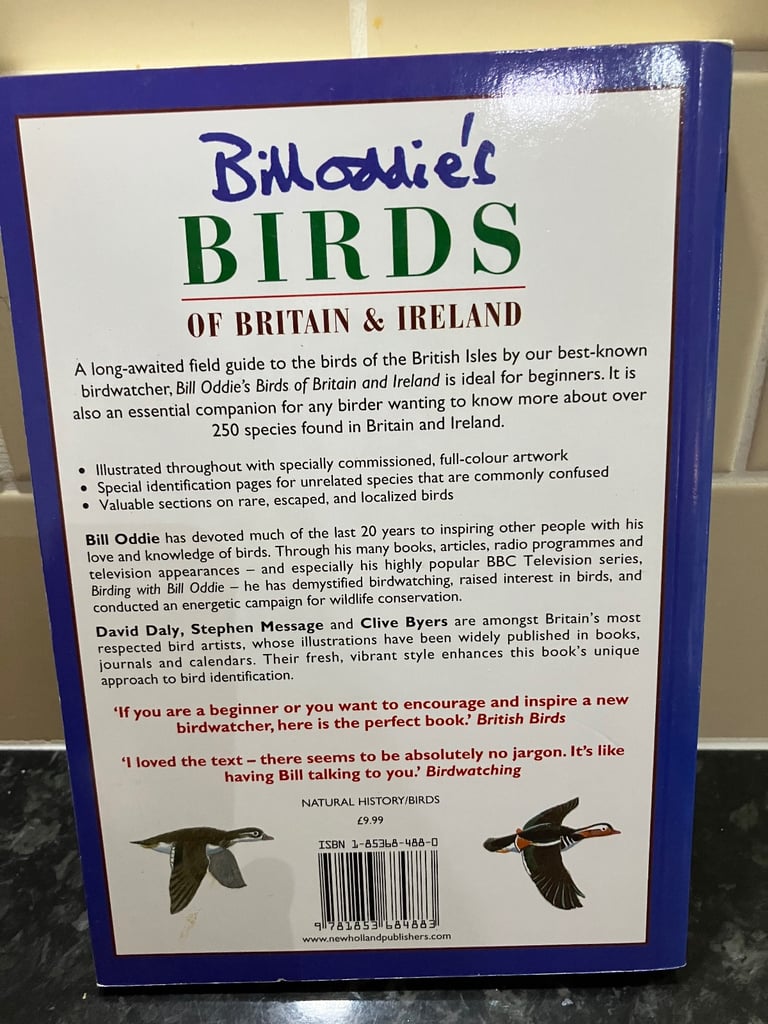 Bill Oddie's
BIRDS
OF BRITAIN & IRELAND
A long-awaited field guide to the birds of the British Isles by our best-known
birdwatcher, Bill Oddie's Birds of Britain and Ireland is ideal for beginners. It is
also an essential companion for any birder wanting to know more about over
250 species found in Britain and Ireland.
• Illustrated throughout with specially commissioned, full-colour artwork
• Special identification pages for unrelated species that are commonly confused
• Valuable sections on rare, escaped, and localized birds
Bill Oddie has devoted much of the last 20 years to inspiring other people with his
love and knowledge of birds. Through his many books, articles, radio programmes and
television appearances – and especially his highly popular BBC Television series,
Birding with Bill Oddie – he has demystified birdwatching, raised interest in birds, and
conducted an energetic campaign for wildlife conservation.
David Daly, Stephen Message and Clive Byers are amongst Britain's most
respected bird artists, whose illustrations have been widely published in books,
journals and calendars. Their fresh, vibrant style enhances this book's unique
approach to bird identification.
'If you are a beginner or you want to encourage and inspire a new
birdwatcher, here is the perfect book.' British Birds
'I loved the text – there seems to be absolutely no jargon. It's like
having Bill talking to you.' Birdwatching
NATURAL HISTORY/BIRDS
£9.99
ISBN 1-85368-488-0
9 781853 684883
www.newhollandpublishers.com